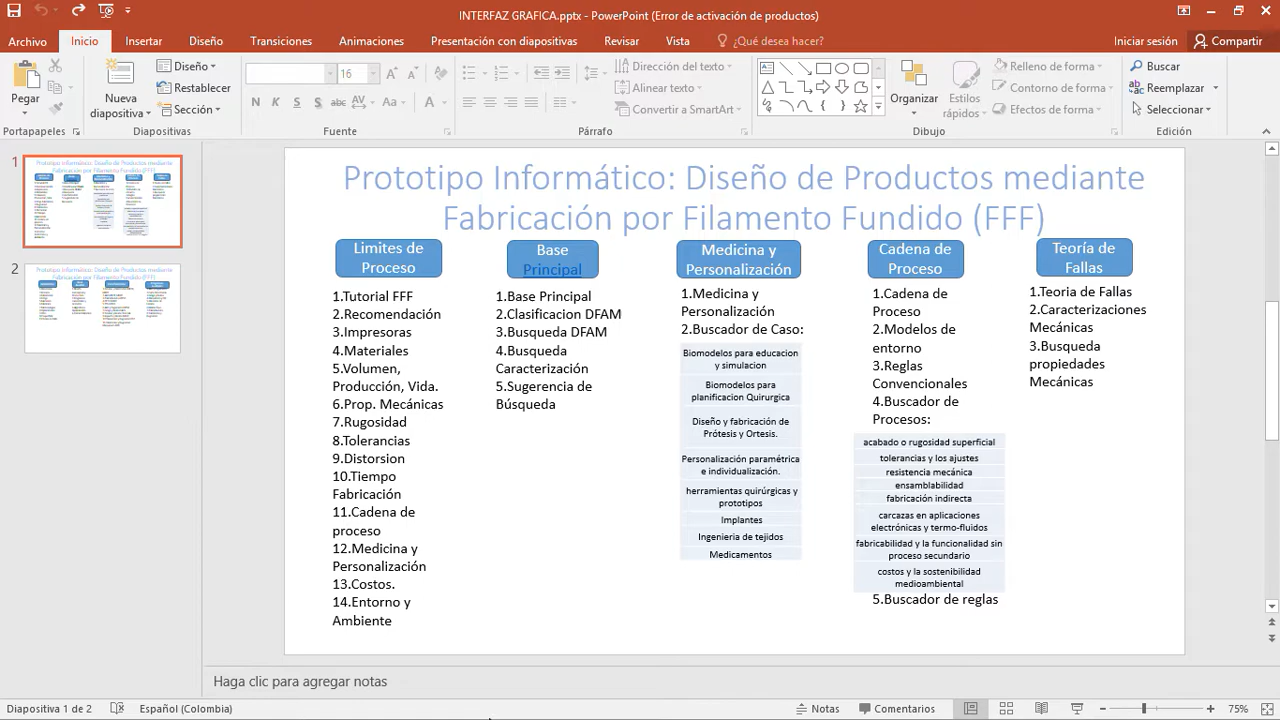 INTERFAZ GRAFICA.pptx - PowerPoint (Error de activación de productos)
Archivo
Inicio
Insertar
Diseño
Transiciones
Animaciones
Presentación con diapositivas
Revisar
Vista
¿Qué desea hacer?
Iniciar sesión
Compartir
Pegar
Portapapeles
Nueva
diapositiva
Diseño
Restablecer
Sección
Diapositivas
16
N K S S abc AV Aa A
Fuente
Dirección del texto
Alinear texto
Convertir a SmartArt
Párrafo
Organizar
Estilos
rápidos
Relleno de forma
Contorno de forma
Efectos de forma
Dibujo
Buscar
Reemplazar
Seleccionar
Edición
1
2
Prototipo Informático: Diseño de Productos mediante
Fabricación por Filamento Fundido (FFF)
Limites de
Proceso
1.Tutorial FFF
2.Recomendación
3.Impresoras
4.Materiales
5.Volumen,
Producción, Vida.
6.Prop. Mecánicas
7.Rugosidad
8.Tolerancias
9.Distorsion
10.Tiempo
Fabricación
11.Cadena de
proceso
12.Medicina y
Personalización
13.Costos.
14.Entorno y
Ambiente
Base
Principal
1.Base Principal
2.Clasificacion DFAM
3.Busqueda DFAM
4.Busqueda
Caracterización
5.Sugerencia de
Búsqueda
Medicina y
Personalización
1.Medicina y
Personalización
2.Buscador de Caso:
Biomodelos para educacion
y simulacion
Biomodelos para
planificacion Quirurgica
Diseño y fabricación de
Prótesis y Ortesis.
Personalización paramétrica
e individualización.
herramientas quirúrgicas y
prototipos
Implantes
Ingenieria de tejidos
Medicamentos
Cadena de
Proceso
1.Cadena de
Proceso
2.Modelos de
entorno
3.Reglas
Convencionales
4.Buscador de
Procesos:
acabado o rugosidad superficial
tolerancias y los ajustes
resistencia mecánica
ensamblabilidad
fabricación indirecta
carcazas en aplicaciones
electrónicas y termo-fluidos
fabricabilidad y la funcionalidad sin
proceso secundario
costos y la sostenibilidad
medioambiental
5.Buscador de reglas
Teoría de
Fallas
1.Teoria de Fallas
2.Caracterizaciones
Mecánicas
3.Busqueda
propiedades
Mecánicas
Haga clic para agregar notas
Diapositiva 1 de 2
Español (Colombia)
Notas
Comentarios
75%